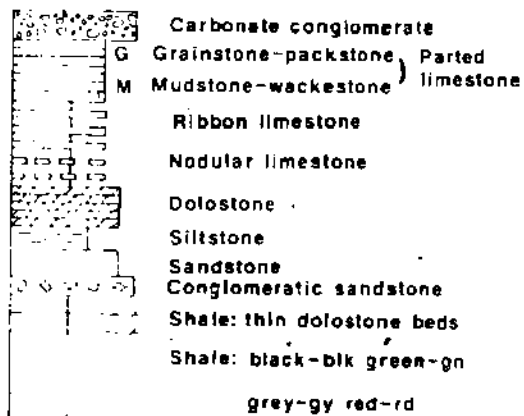 Carbonate conglomerate
G Grainstone-packstone
M Mudstone-wackestone
Parted
limestone
Ribbon limestone
Nodular limestone
Dolostone
Siltstone
Sandstone
Conglomeratic sandstone
Shale: thin dolostone beds
Shale: black-blk green-gn
grey-gy red-rd